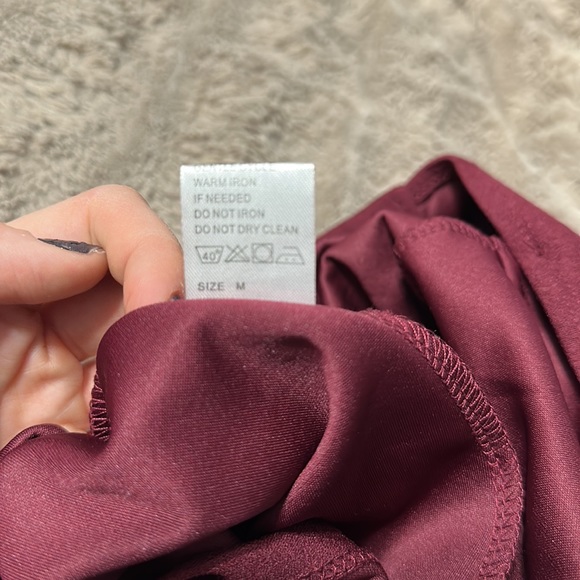 WARM IRON
IF NEEDED
DO NOT IRON
DO NOT DRY CLEAN
40°
SIZE M